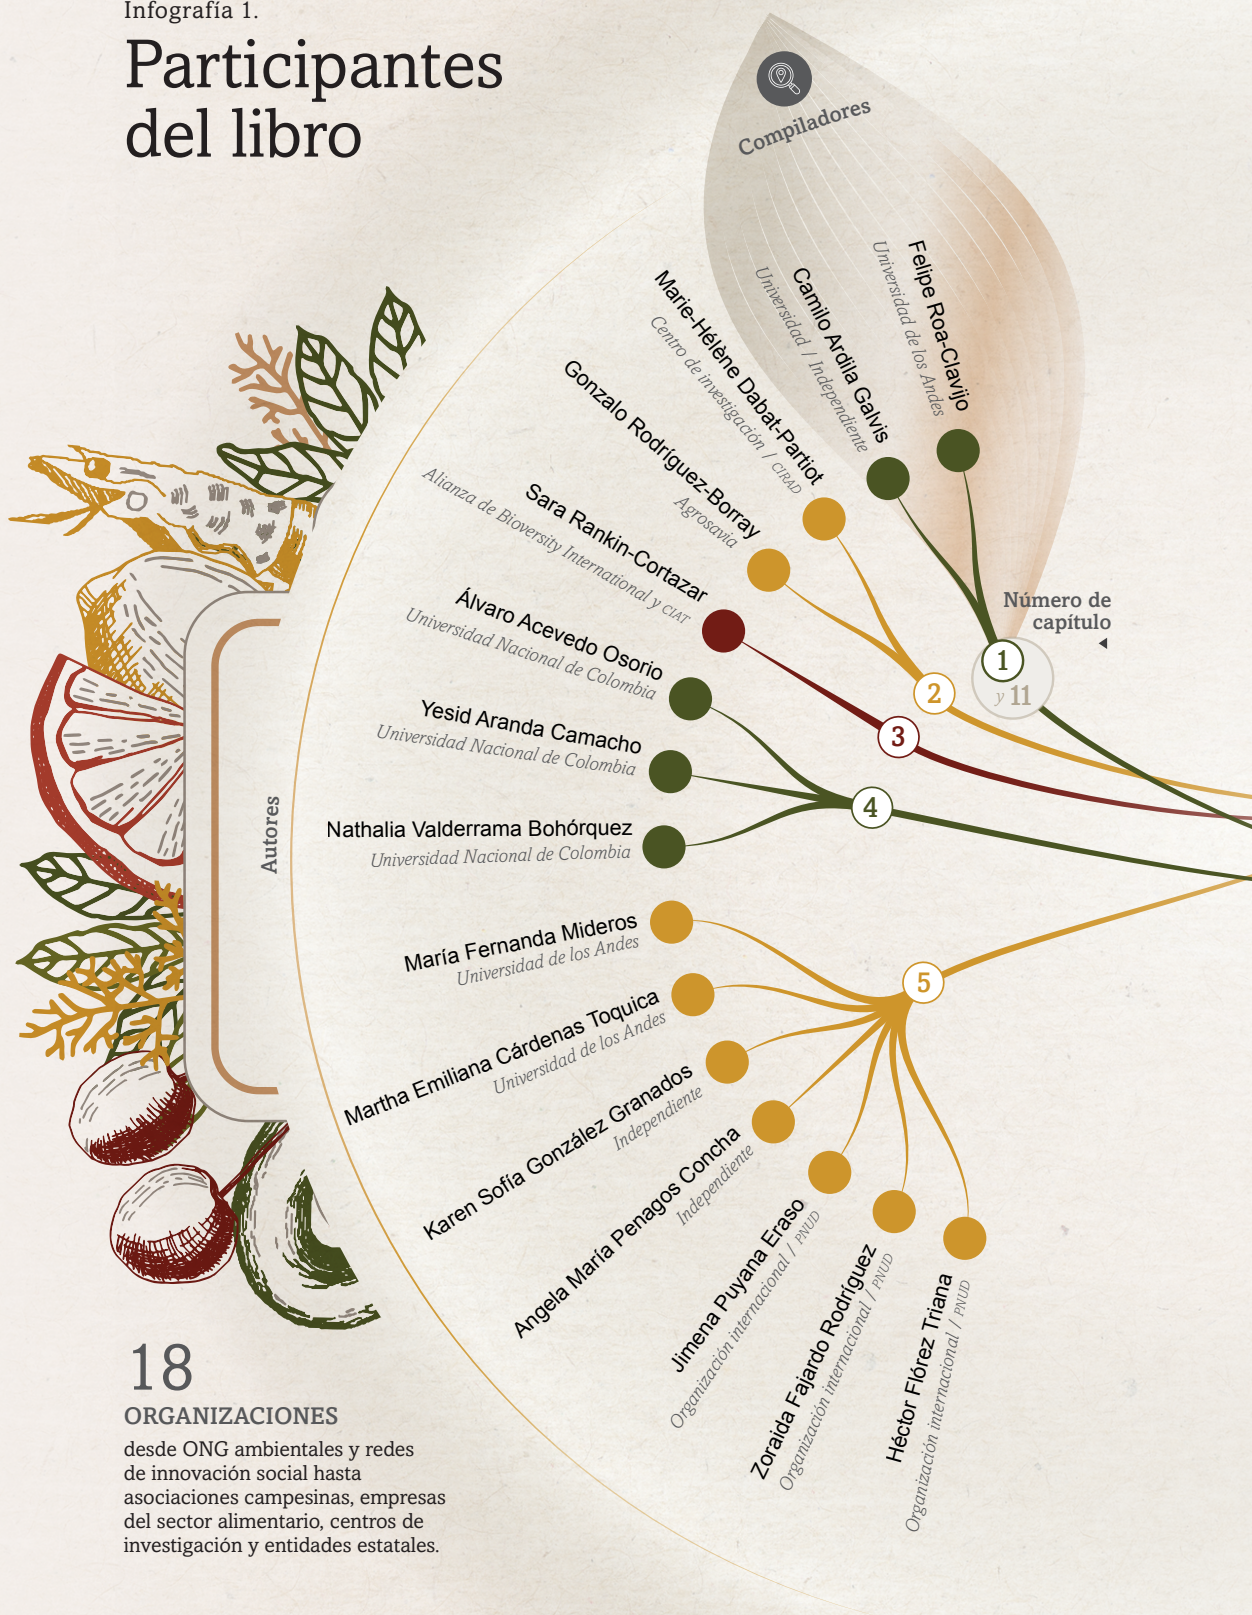 Infografía 1.
Participantes
del libro
Compiladores
Felipe Roa-Clavijo
Universidad de los Andes
Camilo Ardila Galvis
Universidad / Independiente
Marie-Hélène Dabat-Partiot
Centro de investigación / CIRAD
Gonzalo Rodríguez-Borray
Agrosavia
Sara Rankin-Cortazar
Alianza de Bioversity International y CIAT
Álvaro Acevedo Osorio
Universidad Nacional de Colombia
Yesid Aranda Camacho
Universidad Nacional de Colombia
Nathalia Valderrama Bohórquez
Universidad Nacional de Colombia
María Fernanda Mideros
Universidad de los Andes
Martha Emiliana Cárdenas Toquica
Universidad de los Andes
Karen Sofía González Granados
Independiente
Angela María Penagos Concha
Independiente
Jimena Puyana Eraso
Organización internacional / PNUD
Zoraida Fajardo Rodríguez
Organización internacional / PNUD
Héctor Flórez Triana
Organización internacional / PNUD
Número de
capítulo
1
y 11
2
3
4
5
Autores
18
ORGANIZACIONES
desde ONG ambientales y redes
de innovación social hasta
asociaciones campesinas, empresas
del sector alimentario, centros de
investigación y entidades estatales.